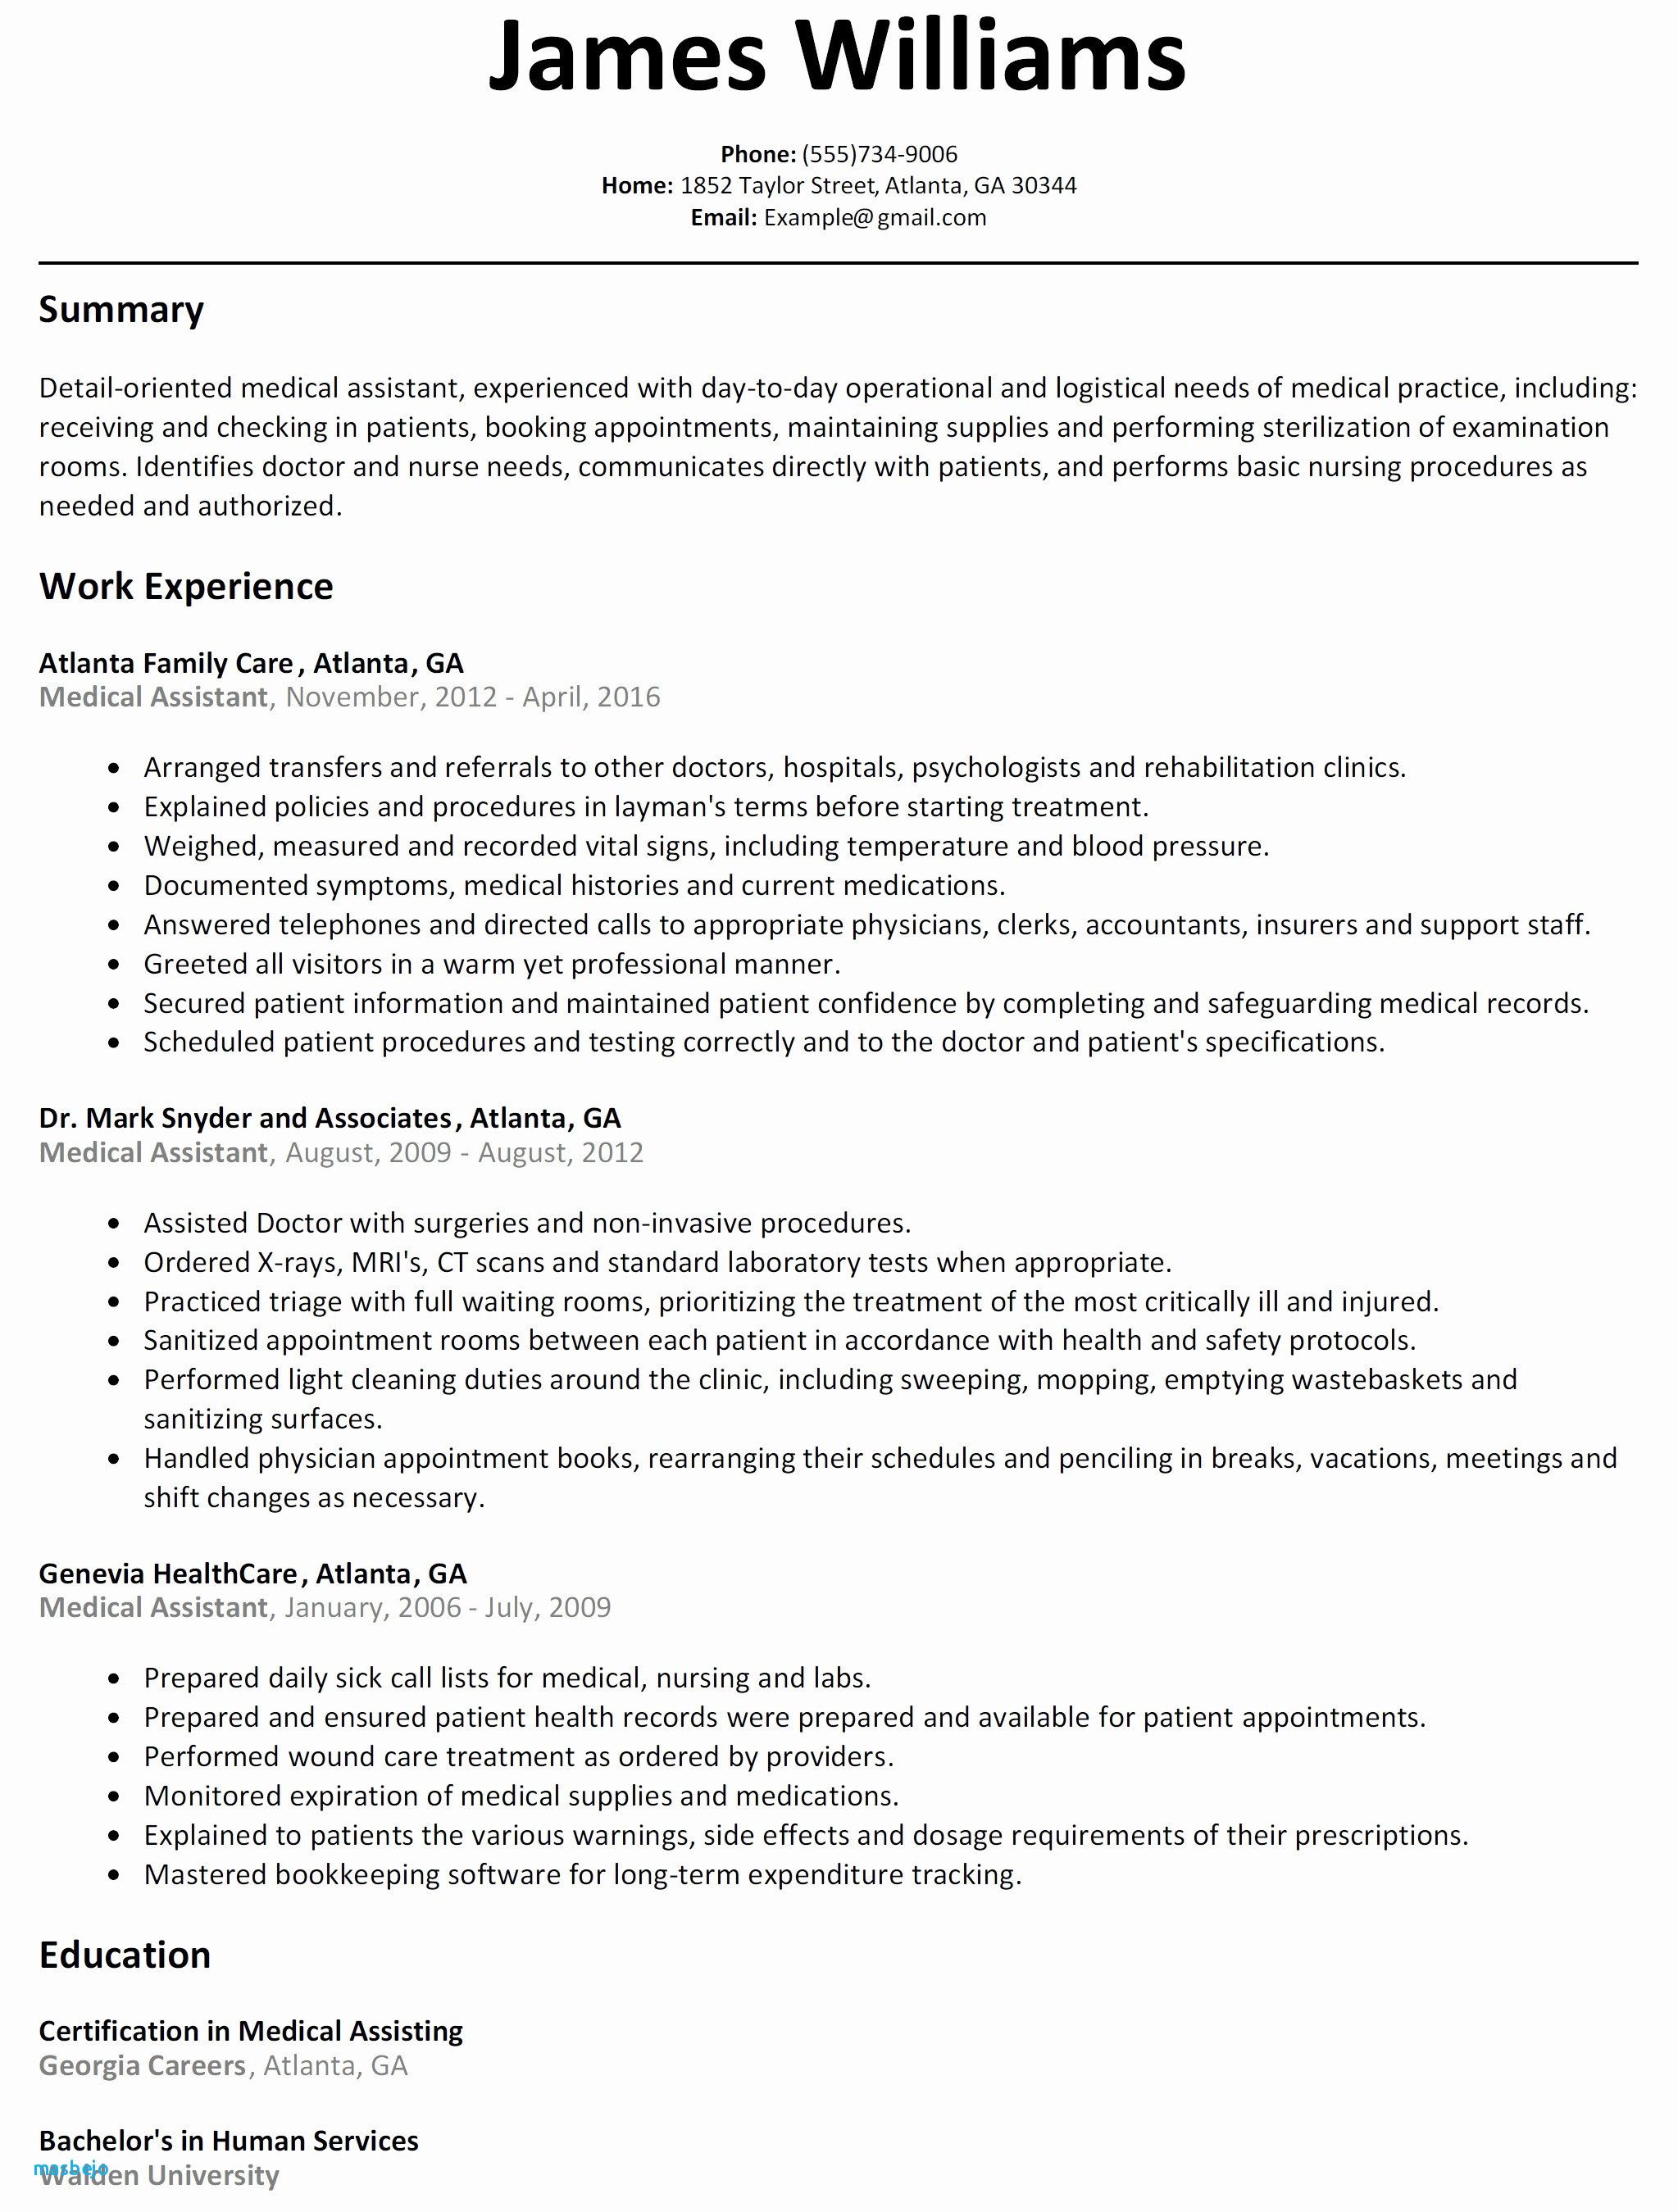 James Williams
Phone: (555)734-9006
Home: 1852 Taylor Street, Atlanta, GA 30344
Email: Example@gmail.com
Summary
Detail-oriented medical assistant, experienced with day-to-day operational and logistical needs of medical practice, including:
receiving and checking in patients, booking appointments, maintaining supplies and performing sterilization of examination
rooms. Identifies doctor and nurse needs, communicates directly with patients, and performs basic nursing procedures as
needed and authorized.
Work Experience
Atlanta Family Care, Atlanta, GA
Medical Assistant, November, 2012 - April, 2016
• Arranged transfers and referrals to other doctors, hospitals, psychologists and rehabilitation clinics.
• Explained policies and procedures in layman's terms before starting treatment.
• Weighed, measured and recorded vital signs, including temperature and blood pressure.
• Documented symptoms, medical histories and current medications.
• Answered telephones and directed calls to appropriate physicians, clerks, accountants, insurers and support staff.
• Greeted all visitors in a warm yet professional manner.
• Secured patient information and maintained patient confidence by completing and safeguarding medical records.
• Scheduled patient procedures and testing correctly and to the doctor and patient's specifications.
Dr. Mark Snyder and Associates, Atlanta, GA
Medical Assistant, August, 2009 - August, 2012
• Assisted Doctor with surgeries and non-invasive procedures.
• Ordered X-rays, MRI's, CT scans and standard laboratory tests when appropriate.
• Practiced triage with full waiting rooms, prioritizing the treatment of the most critically ill and injured.
• Sanitized appointment rooms between each patient in accordance with health and safety protocols.
• Performed light cleaning duties around the clinic, including sweeping, mopping, emptying wastebaskets and
sanitizing surfaces.
• Handled physician appointment books, rearranging their schedules and penciling in breaks, vacations, meetings and
shift changes as necessary.
Genevia HealthCare, Atlanta, GA
Medical Assistant, January, 2006 - July, 2009
• Prepared daily sick call lists for medical, nursing and labs.
• Prepared and ensured patient health records were prepared and available for patient appointments.
• Performed wound care treatment as ordered by providers.
• Monitored expiration of medical supplies and medications.
• Explained to patients the various warnings, side effects and dosage requirements of their prescriptions.
• Mastered bookkeeping software for long-term expenditure tracking.
Education
Certification in Medical Assisting
Georgia Careers, Atlanta, GA
Bachelor's in Human Services
Walden University